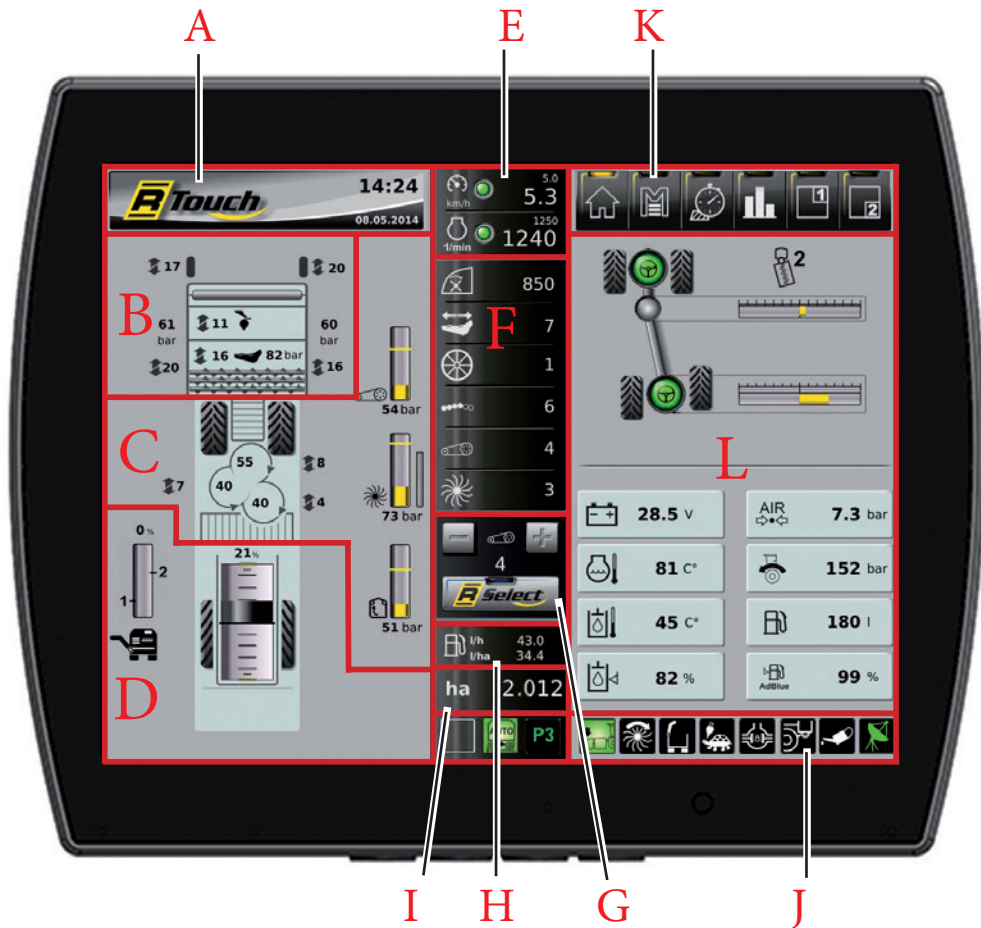 A
E
K
R Touch
14:24
08.05.2014
km/h
5.0
5.3
1/min
1250
1240
1
2
B
17
20
61
bar
11
60
bar
20
16
82 bar
16
54 bar
C
55
40
40
7
8
4
73 bar
D
0 %
2
1
21 %
51 bar
F
850
7
1
6
4
3
4
R Select
l/h 43.0
l/ha 34.4
ha 2.012
AUTO
P3
2
L
28.5 V
AIR
7.3 bar
81 C°
152 bar
45 C°
180 l
82 %
AdBlue
99 %
I
H
G
J